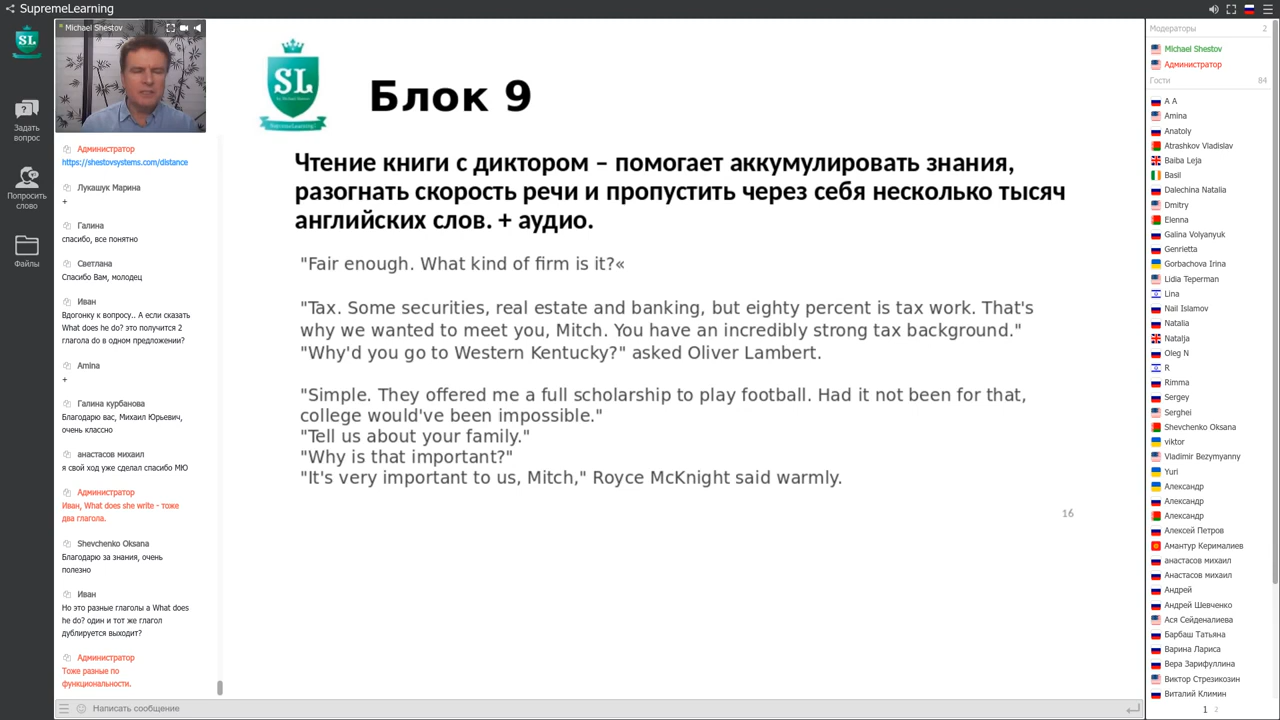 Shestov.pro
Michael Shestov
SL
by Michael Shestov
SL
Задать
вопрос
Попросить
слово
Файлы
Администратор
https://shestovsystems.com/distance
Лукашук Марина
+
Галина
спасибо, все понятно
Светлана
Спасибо Вам, молодец
Иван
Вдогонку к вопросу.. А если сказать
What does he do? это получится 2
глагола do в одном предложении?
Amina
+
Галина курбанова
Благодарю вас, Михаил Юрьевич,
очень классно
анастасов михаил
я свой ход уже сделал спасибо МЮ
Администратор
Иван, What does she write - тоже
два глагола.
Shevchenko Oksana
Благодарю за знания, очень
полезно
Иван
Но это разные глаголы а What does
he do? один и тот же глагол
дублируется выходит?
Администратор
Тоже разные по
функциональности.
Блок 9
Чтение книги с диктором – помогает аккумулировать знания,
разогнать скорость речи и пропустить через себя несколько тысяч
английских слов. + аудио.
"Fair enough. What kind of firm is it?«
"Tax. Some securities, real estate and banking, but eighty percent is tax work. That's
why we wanted to meet you, Mitch. You have an incredibly strong tax background."
"Why'd you go to Western Kentucky?" asked Oliver Lambert.
"Simple. They offered me a full scholarship to play football. Had it not been for that,
college would've been impossible."
"Tell us about your family."
"Why is that important?"
"It's very important to us, Mitch," Royce McKnight said warmly.
16
Написать сообщение
Модераторы 2
Michael Shestov
Администратор
Гости 84
A A
Amina
Anatoly
Atrashkov Vladislav
Baiba Leja
Basil
Dalechina Natalia
Dmitry
Elenna
Galina Volyanyuk
Genrietta
Gorbachova Irina
Lidia Teperman
Lina
Nail Islamov
Natalia
Natalja
Oleg N
R
Rimma
Sergey
Serghei
Shevchenko Oksana
viktor
Vladimir Bezymyanny
Yuri
Александр
Александр
Александр
Алексей Петров
Амантур Керималиев
анастасов михаил
Анастасов михаил
Андрей
Андрей Шевченко
Ася Сейденалиева
Барбаш Татьяна
Варина Лариса
Вера Зарифуллина
Виктор Стрезикозин
Виталий Климин
1 2